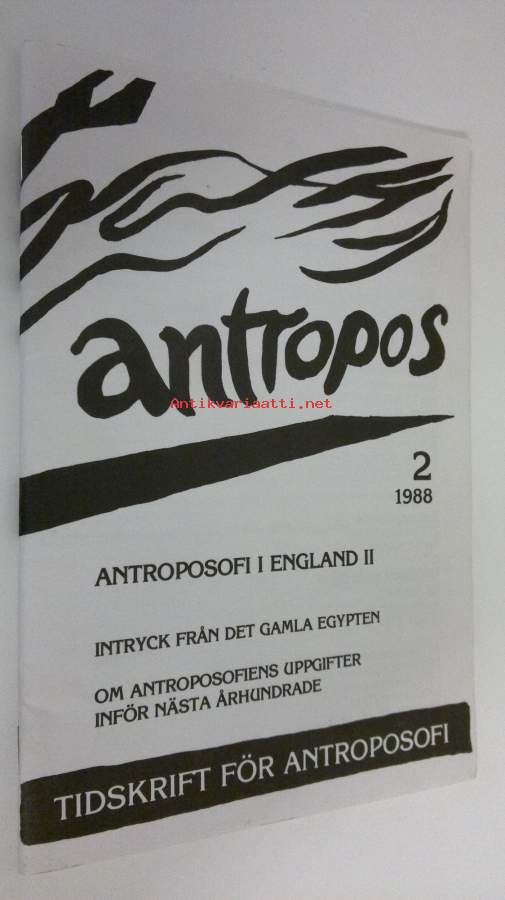 antropos
Antikvariaatti.net
2
1988
ANTROPOSOFI I ENGLAND II
INTRYCK FRÅN DET GAMLA EGYPTEN
OM ANTROPOSOFIENS UPPGIFTER
INFÖR NÄSTA ÅRHUNDRADE
TIDSKRIFT FÖR ANTROPOSOFI